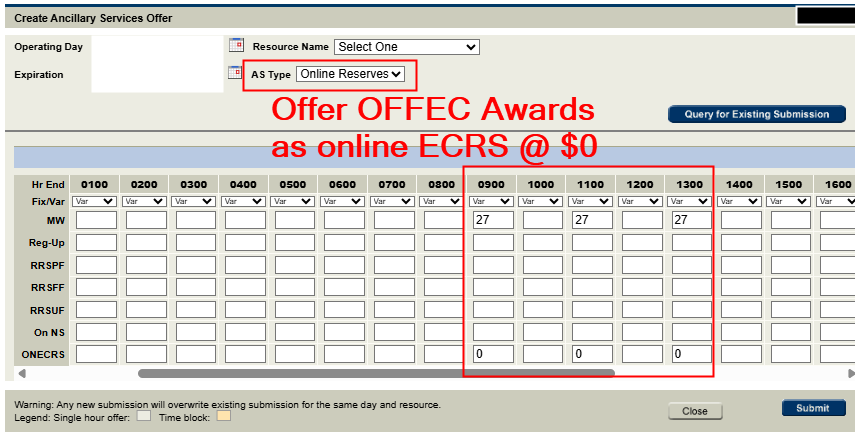 Create Ancillary Services Offer
Operating Day Resource Name Select One
Expiration AS Type Online Reserves
Offer OFFEC Awards
as online ECRS @ $0
Query for Existing Submission
Hr End 0100 0200 0300 0400 0500 0600 0700 0800 0900 1000 1100 1200 1300 1400 1500 1600
Fix/Var Var Var Var Var Var Var Var Var Var Var Var Var Var Var Var Var
MW 27 27 27
Reg-Up
RRSPF
RRSFF
RRSUF
On NS
ONECRS 0 0 0
Warning: Any new submission will overwrite existing submission for the same day and resource.
Legend: Single hour offer: Time block:
Close Submit